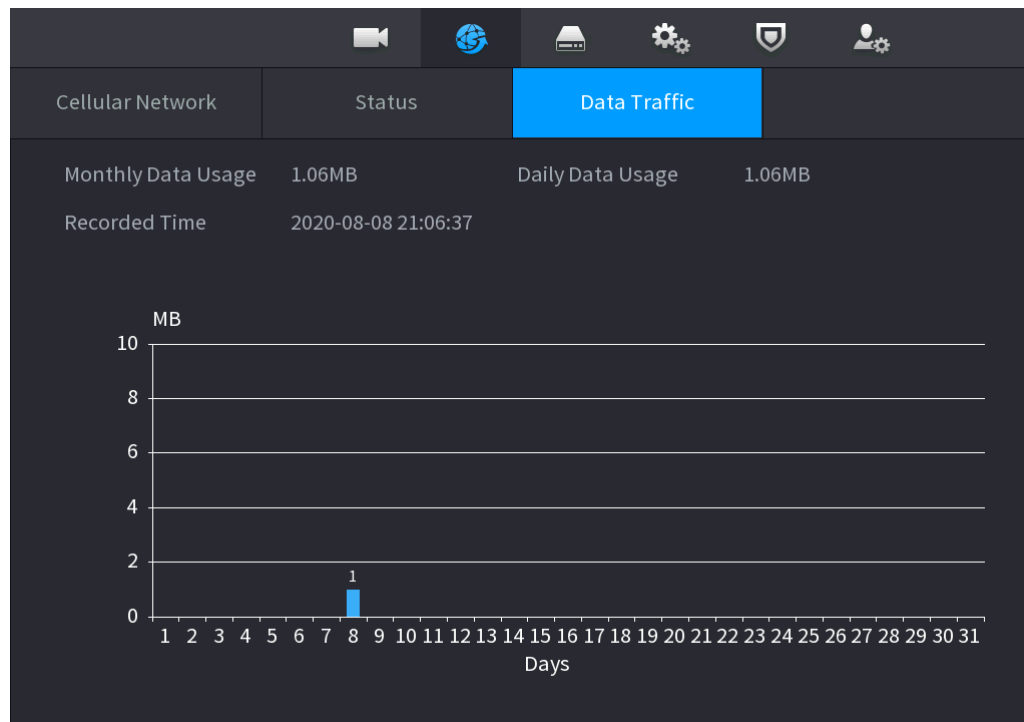 Cellular Network Status Data Traffic
Monthly Data Usage 1.06MB Daily Data Usage 1.06MB
Recorded Time 2020-08-08 21:06:37
MB
10
8
6
4
2
1
0
1 2 3 4 5 6 7 8 9 10 11 12 13 14 15 16 17 18 19 20 21 22 23 24 25 26 27 28 29 30 31
Days